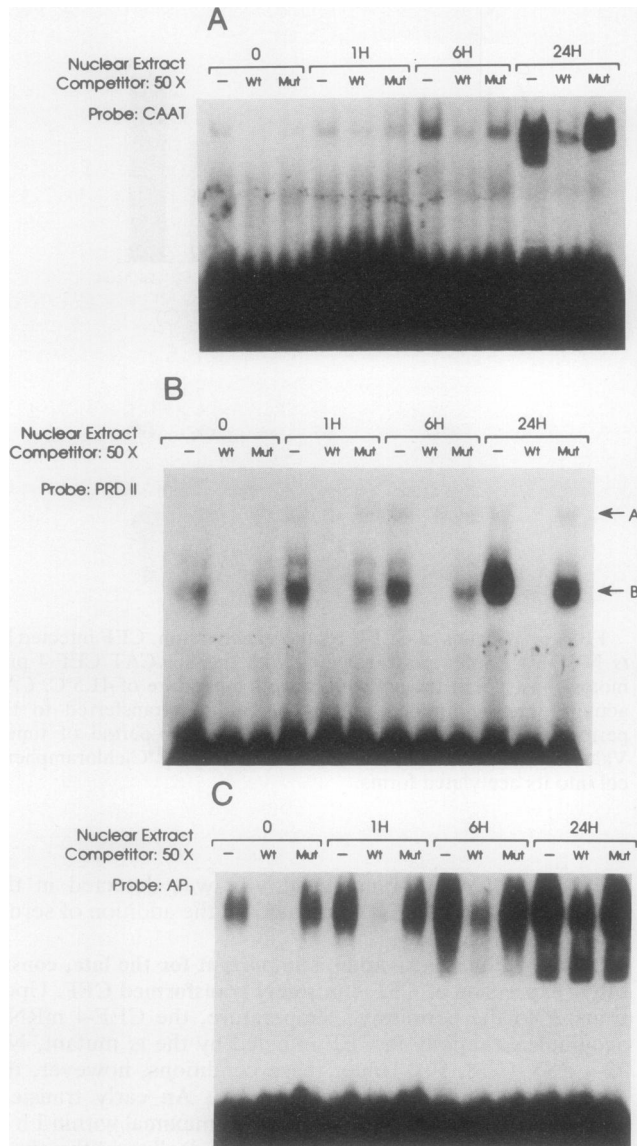 A
0 1H 6H 24H
Nuclear Extract
Competitor: 50 X – Wt Mut – Wt Mut – Wt Mut – Wt Mut
Probe: CAAT
B
0 1H 6H 24H
Nuclear Extract
Competitor: 50 X – Wt Mut – Wt Mut – Wt Mut – Wt Mut
Probe: PRD II
A
B
C
0 1H 6H 24H
Nuclear Extract
Competitor: 50 X – Wt Mut – Wt Mut – Wt Mut – Wt Mut
Probe: AP1